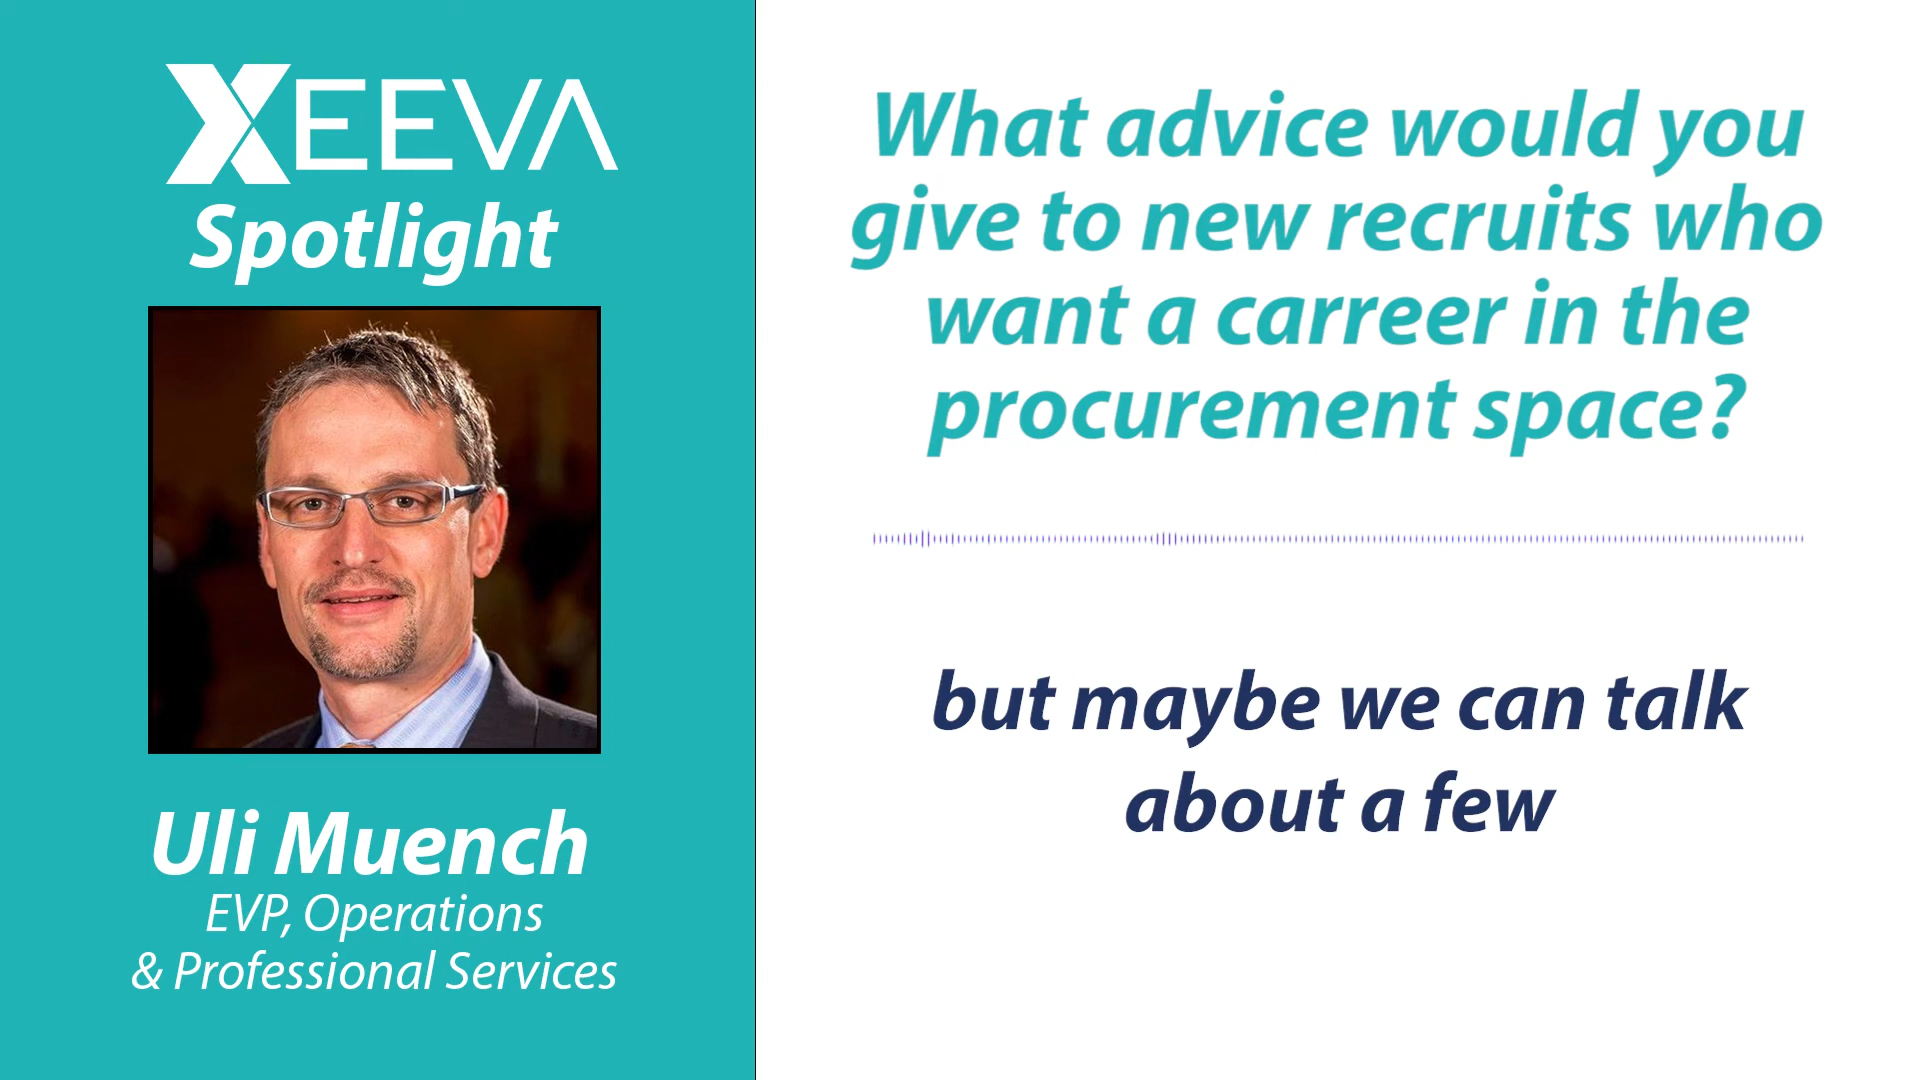 XEEVA
Spotlight
Uli Muench
EVP, Operations
& Professional Services
What advice would you
give to new recruits who
want a carreer in the
procurement space?
but maybe we can talk
about a few